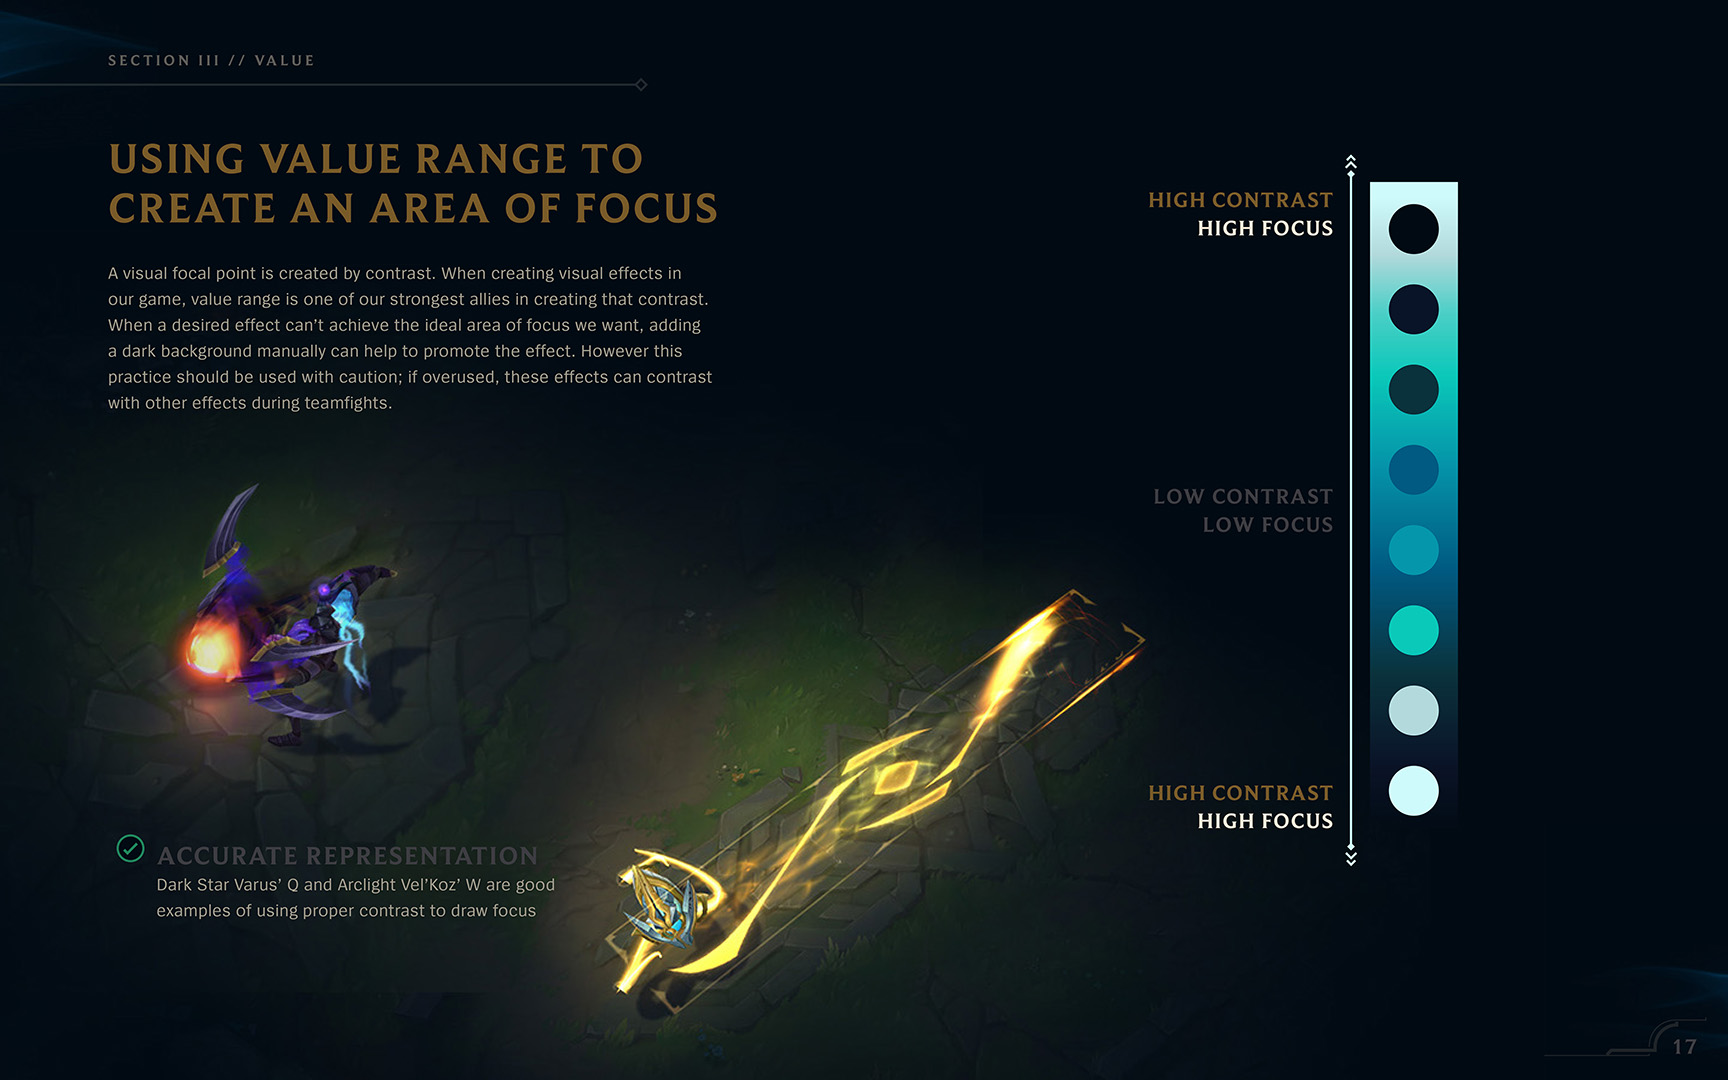 SECTION III // VALUE
USING VALUE RANGE TO
CREATE AN AREA OF FOCUS
A visual focal point is created by contrast. When creating visual effects in
our game, value range is one of our strongest allies in creating that contrast.
When a desired effect can’t achieve the ideal area of focus we want, adding
a dark background manually can help to promote the effect. However this
practice should be used with caution; if overused, these effects can contrast
with other effects during teamfights.
HIGH CONTRAST
HIGH FOCUS
LOW CONTRAST
LOW FOCUS
HIGH CONTRAST
HIGH FOCUS
ACCURATE REPRESENTATION
Dark Star Varus’ Q and Arclight Vel’Koz’ W are good
examples of using proper contrast to draw focus
17